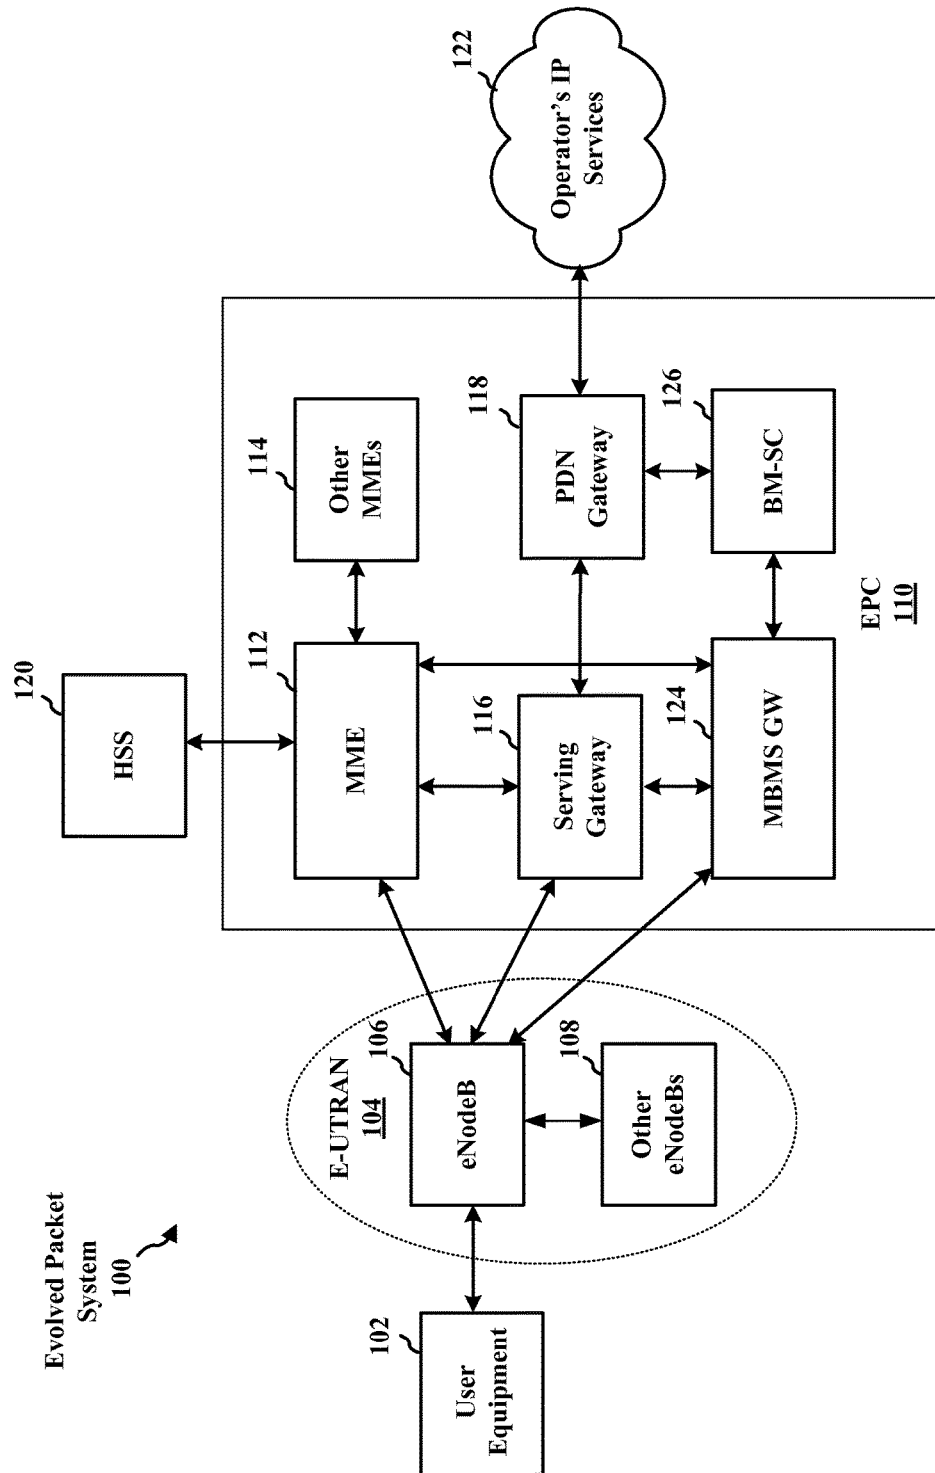 Evolved Packet
System
100
102
User
Equipment
E-UTRAN
104
106
eNodeB
108
Other
eNodeBs
120
HSS
112
MME
114
Other
MMEs
116
Serving
Gateway
118
PDN
Gateway
124
MBMS GW
126
BM-SC
EPC
110
122
Operator's IP
Services